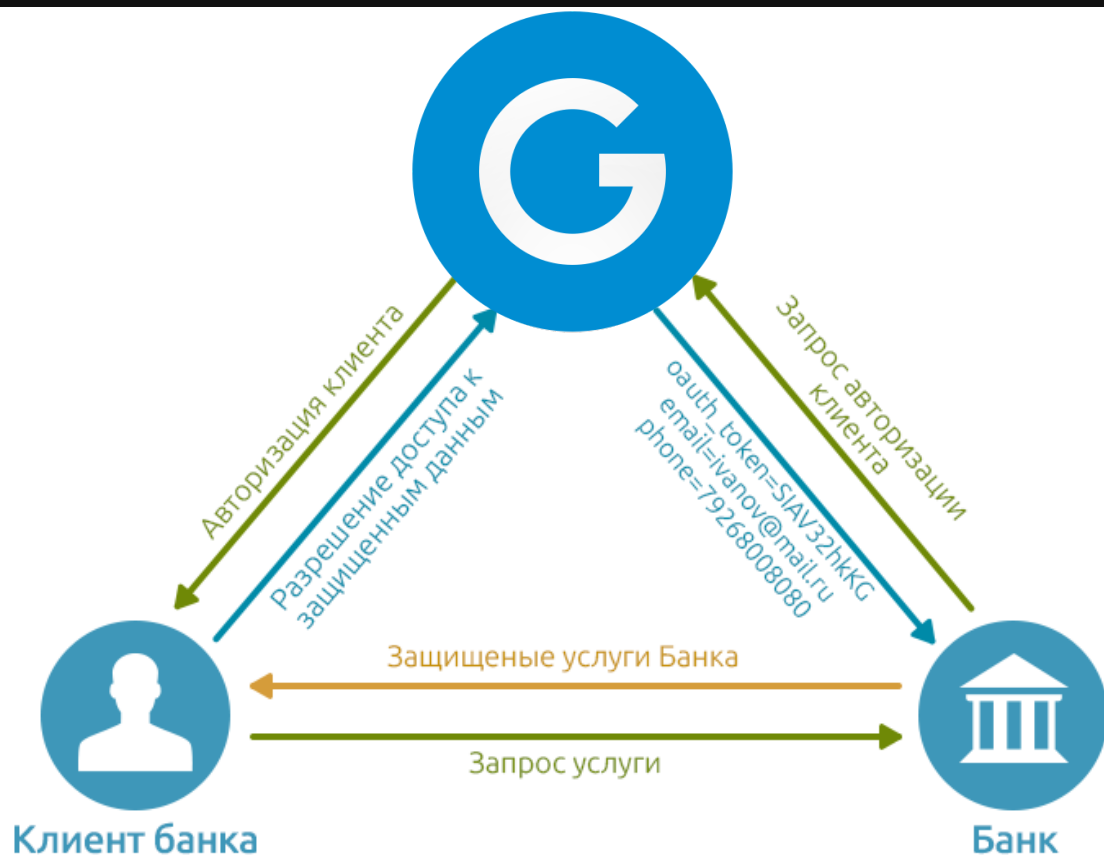 G
Авторизация клиента
Разрешение доступа к
защищенным данным
oauth_token=SlAV32hkKG
email=ivanov@mail.ru
phone=79268008080
Запрос авторизации
клиента
Защищеные услуги Банка
Запрос услуги
Клиент банка
Банк